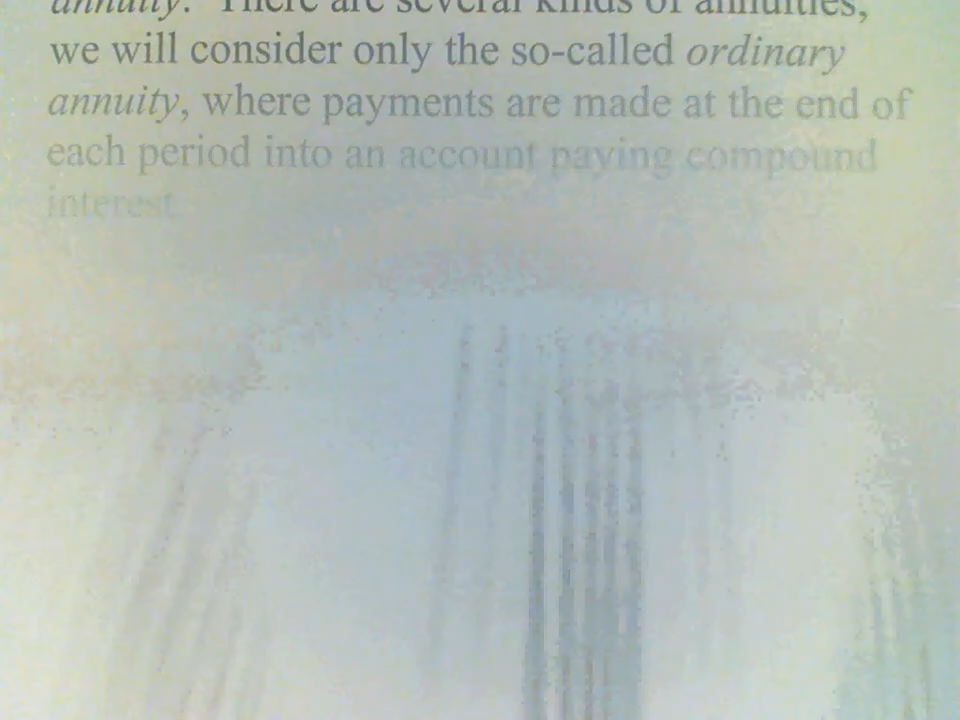 annuity. There are several kinds of annuities,
we will consider only the so-called ordinary
annuity, where payments are made at the end of
each period into an account paying compound
interest.